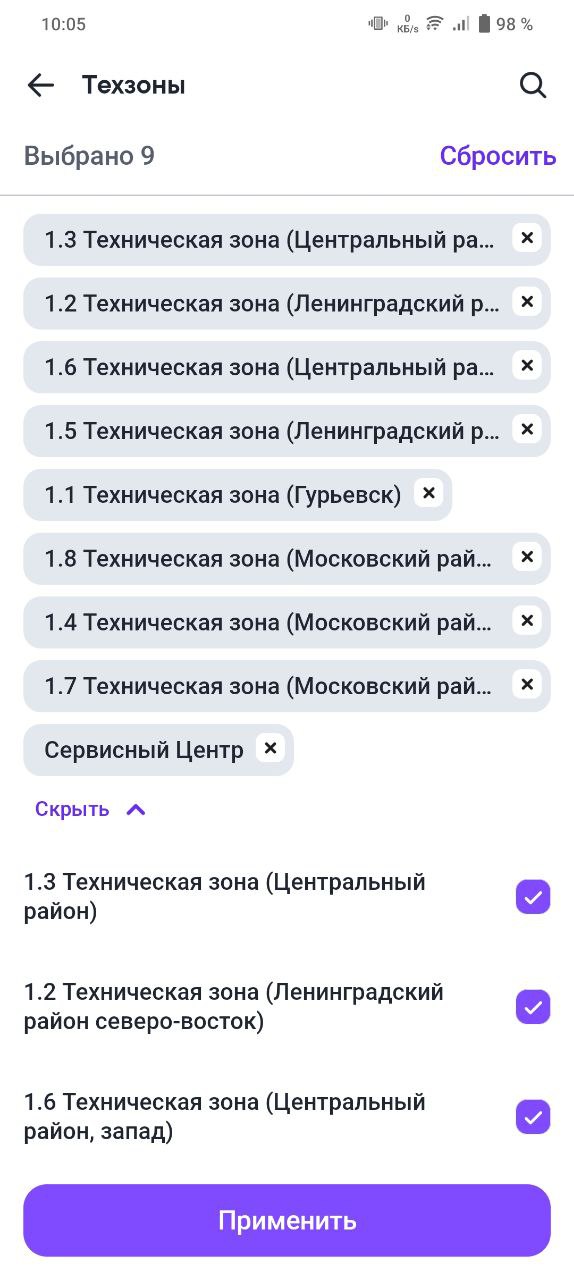 10:05
0
КБ/s
98 %
Техзоны
Выбрано 9
Сбросить
1.3 Техническая зона (Центральный ра...
1.2 Техническая зона (Ленинградский р...
1.6 Техническая зона (Центральный ра...
1.5 Техническая зона (Ленинградский р...
1.1 Техническая зона (Гурьевск)
1.8 Техническая зона (Московский рай...
1.4 Техническая зона (Московский рай...
1.7 Техническая зона (Московский рай...
Сервисный Центр
Скрыть
1.3 Техническая зона (Центральный
район)
1.2 Техническая зона (Ленинградский
район северо-восток)
1.6 Техническая зона (Центральный
район, запад)
Применить